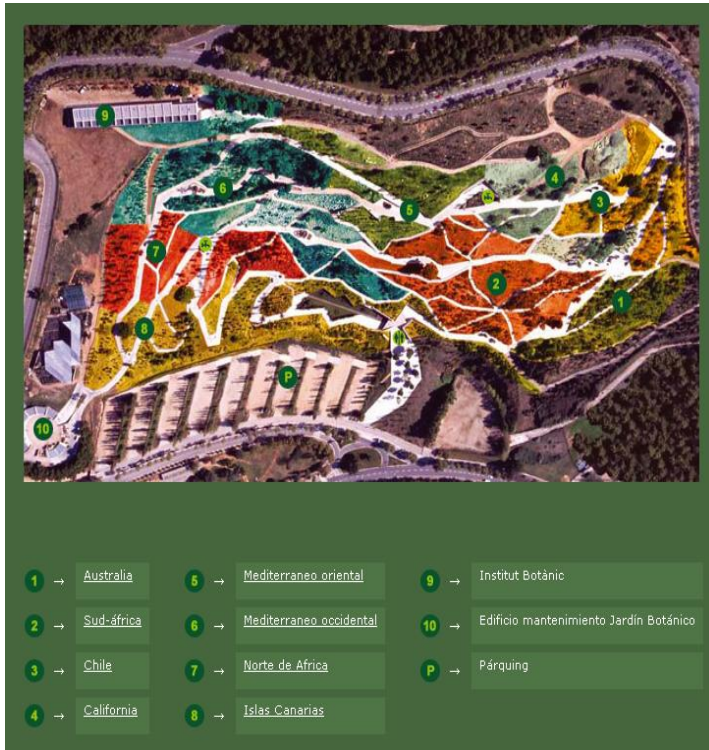 9
6
4
5
3
7
2
1
8
P
10
1 → Australia
5 → Mediterraneo oriental
9 → Institut Botànic
2 → Sud-áfrica
6 → Mediterraneo occidental
10 → Edificio mantenimiento Jardín Botánico
3 → Chile
7 → Norte de Africa
P → Párquing
4 → California
8 → Islas Canarias